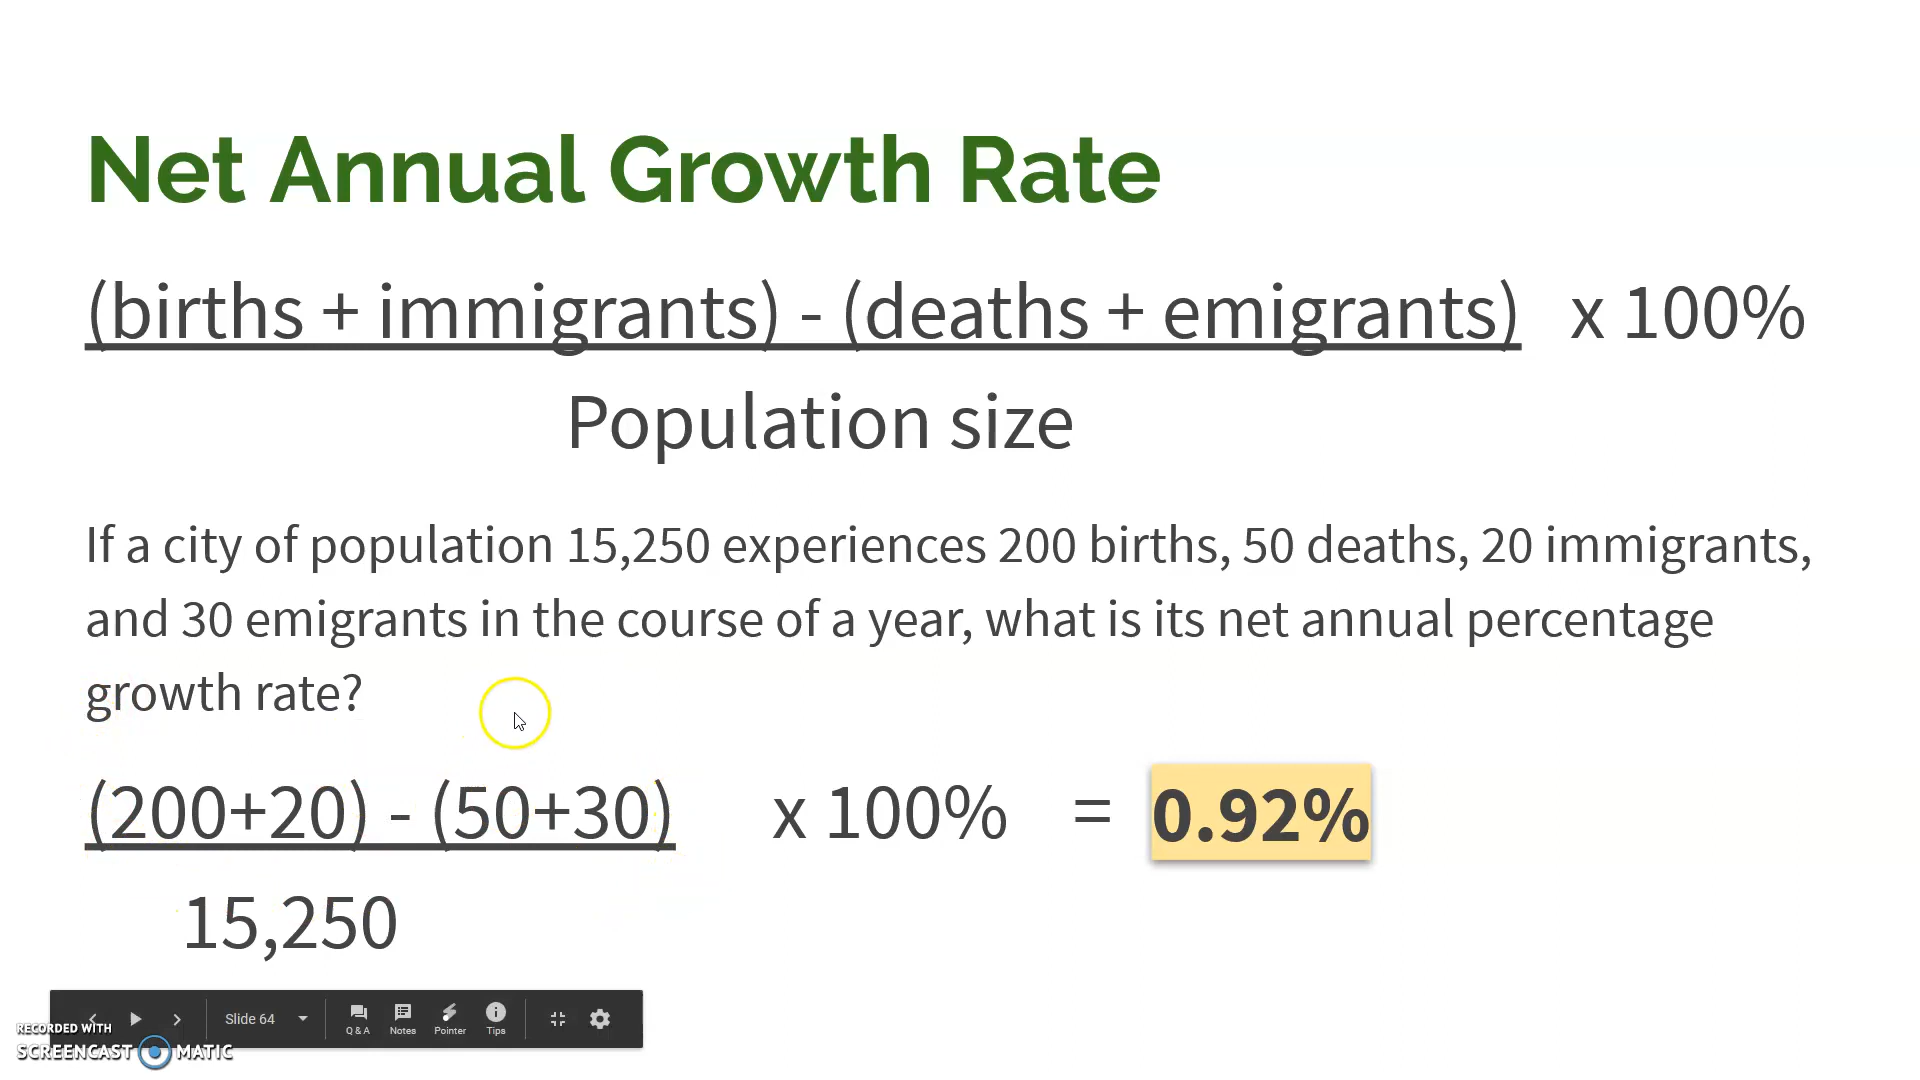 Net Annual Growth Rate
(births + immigrants) - (deaths + emigrants) x 100%
Population size
If a city of population 15,250 experiences 200 births, 50 deaths, 20 immigrants,
and 30 emigrants in the course of a year, what is its net annual percentage
growth rate?
(200+20) - (50+30) x 100% = 0.92%
15,250
Slide 64
Q & A Notes Pointer Tips
RECORDED WITH
SCREENCAST MATIC